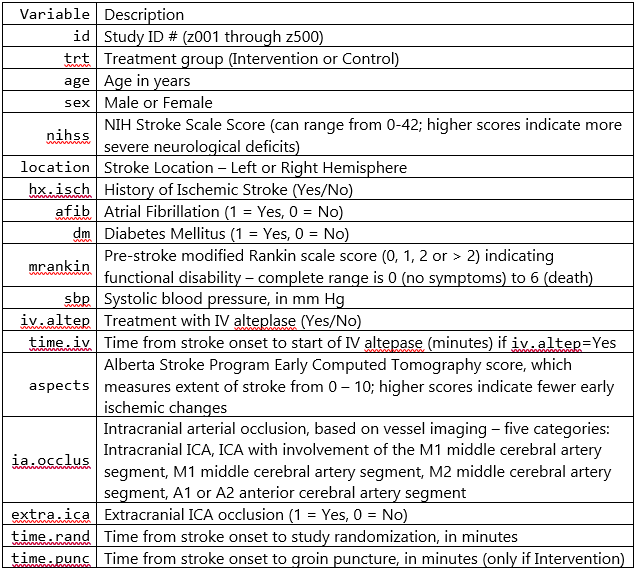 Variable Description
id Study ID # (z001 through z500)
trt Treatment group (Intervention or Control)
age Age in years
sex Male or Female
nihss NIH Stroke Scale Score (can range from 0-42; higher scores indicate more
severe neurological deficits)
location Stroke Location – Left or Right Hemisphere
hx.isch History of Ischemic Stroke (Yes/No)
afib Atrial Fibrillation (1 = Yes, 0 = No)
dm Diabetes Mellitus (1 = Yes, 0 = No)
mrankin Pre-stroke modified Rankin scale score (0, 1, 2 or > 2) indicating
functional disability – complete range is 0 (no symptoms) to 6 (death)
sbp Systolic blood pressure, in mm Hg
iv.altep Treatment with IV alteplase (Yes/No)
time.iv Time from stroke onset to start of IV altepase (minutes) if iv.altep=Yes
aspects Alberta Stroke Program Early Computed Tomography score, which
measures extent of stroke from 0 – 10; higher scores indicate fewer early
ischemic changes
ia.occlus Intracranial arterial occlusion, based on vessel imaging – five categories:
Intracranial ICA, ICA with involvement of the M1 middle cerebral artery
segment, M1 middle cerebral artery segment, M2 middle cerebral artery
segment, A1 or A2 anterior cerebral artery segment
extra.ica Extracranial ICA occlusion (1 = Yes, 0 = No)
time.rand Time from stroke onset to study randomization, in minutes
time.punc Time from stroke onset to groin puncture, in minutes (only if Intervention)